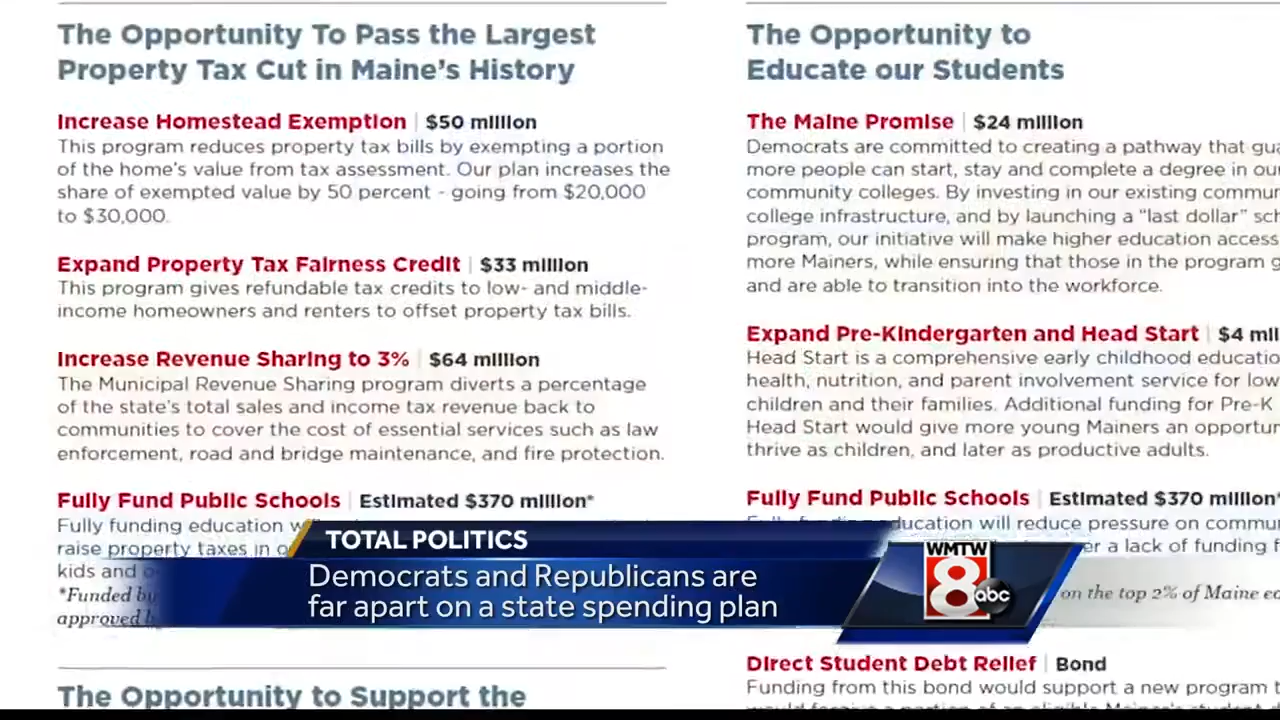 The Opportunity To Pass the Largest
Property Tax Cut in Maine's History
Increase Homestead Exemption | $50 million
This program reduces property tax bills by exempting a portion
of the home's value from tax assessment. Our plan increases the
share of exempted value by 50 percent - going from $20,000
to $30,000.
Expand Property Tax Fairness Credit | $33 million
This program gives refundable tax credits to low- and middle-
income homeowners and renters to offset property tax bills.
Increase Revenue Sharing to 3% | $64 million
The Municipal Revenue Sharing program diverts a percentage
of the state's total sales and income tax revenue back to
communities to cover the cost of essential services such as law
enforcement, road and bridge maintenance, and fire protection.
Fully Fund Public Schools | Estimated $370 million*
Fully funding education
raise property taxes in
kids and
*Funded by
approved
The Opportunity to Support the
The Opportunity to
Educate our Students
The Maine Promise | $24 million
Democrats are committed to creating a pathway that
more people can start, stay and complete a degree in
community colleges. By investing in our existing
college infrastructure, and by launching a "last dollar"
program, our initiative will make higher education
more Mainers, while ensuring that those in the program
and are able to transition into the workforce.
Expand Pre-Kindergarten and Head Start | $4
Head Start is a comprehensive early childhood
health, nutrition, and parent involvement service for
children and their families. Additional funding for Pre-K
Head Start would give more young Mainers an
thrive as children, and later as productive adults.
Fully Fund Public Schools | Estimated $370 million*
education will reduce pressure on
a lack of funding
on the top 2% of Maine
Direct Student Debt Relief | Bond
Funding from this bond would support a new program
TOTAL POLITICS
Democrats and Republicans are
far apart on a state spending plan
WMTW
8
abc